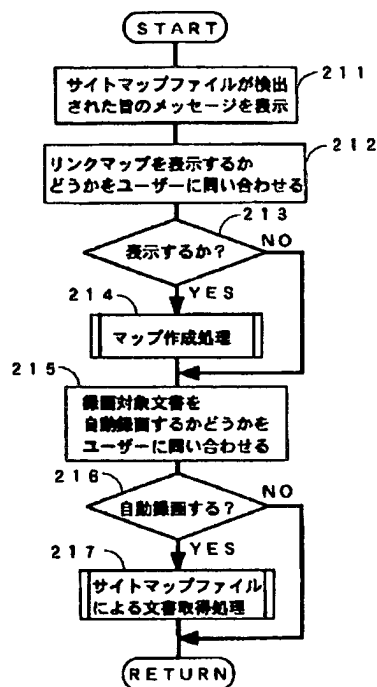 START
サイトマップファイルが検出
された旨のメッセージを表示
211
リンクマップを表示するか
どうかをユーザーに問い合わせる
212
表示するか?
213
NO
YES
214
マップ作成処理
215
録画対象文書を
自動録画するかどうかを
ユーザーに問い合わせる
216
自動録画する?
NO
YES
217
サイトマップファイル
による文書取得処理
RETURN